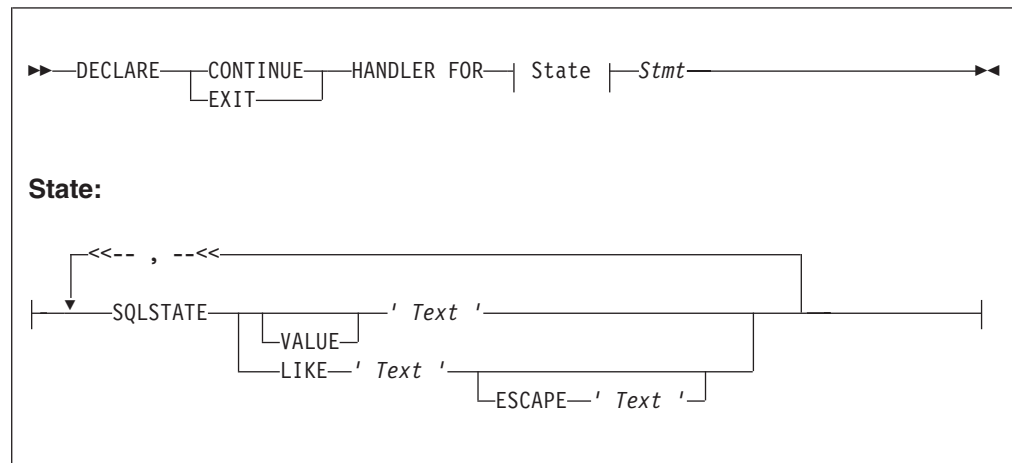 DECLARE CONTINUE HANDLER FOR State Stmt
EXIT
State:
<<-- , --<<
SQLSTATE ' Text '
VALUE
LIKE ' Text '
ESCAPE ' Text '